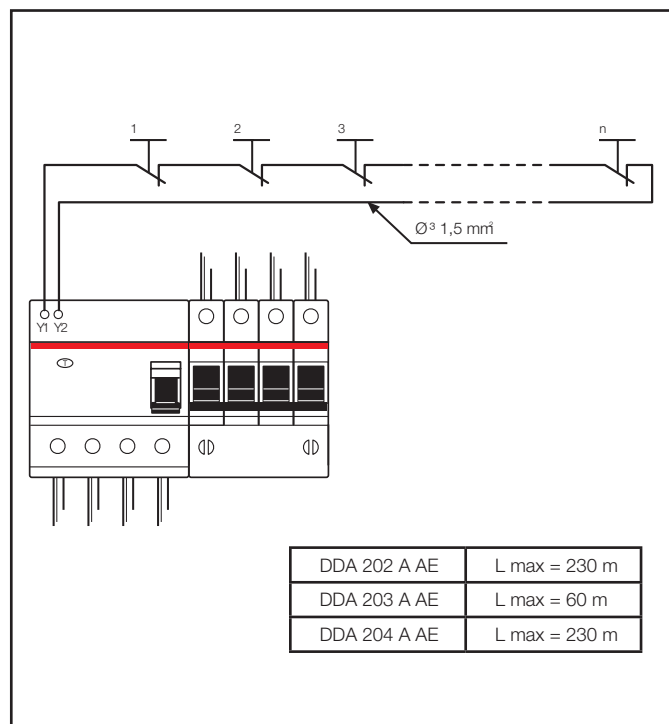 1 2 3 n
Ø³ 1,5 mm²
Y1 Y2
T
DDA 202 A AE L max = 230 m
DDA 203 A AE L max = 60 m
DDA 204 A AE L max = 230 m